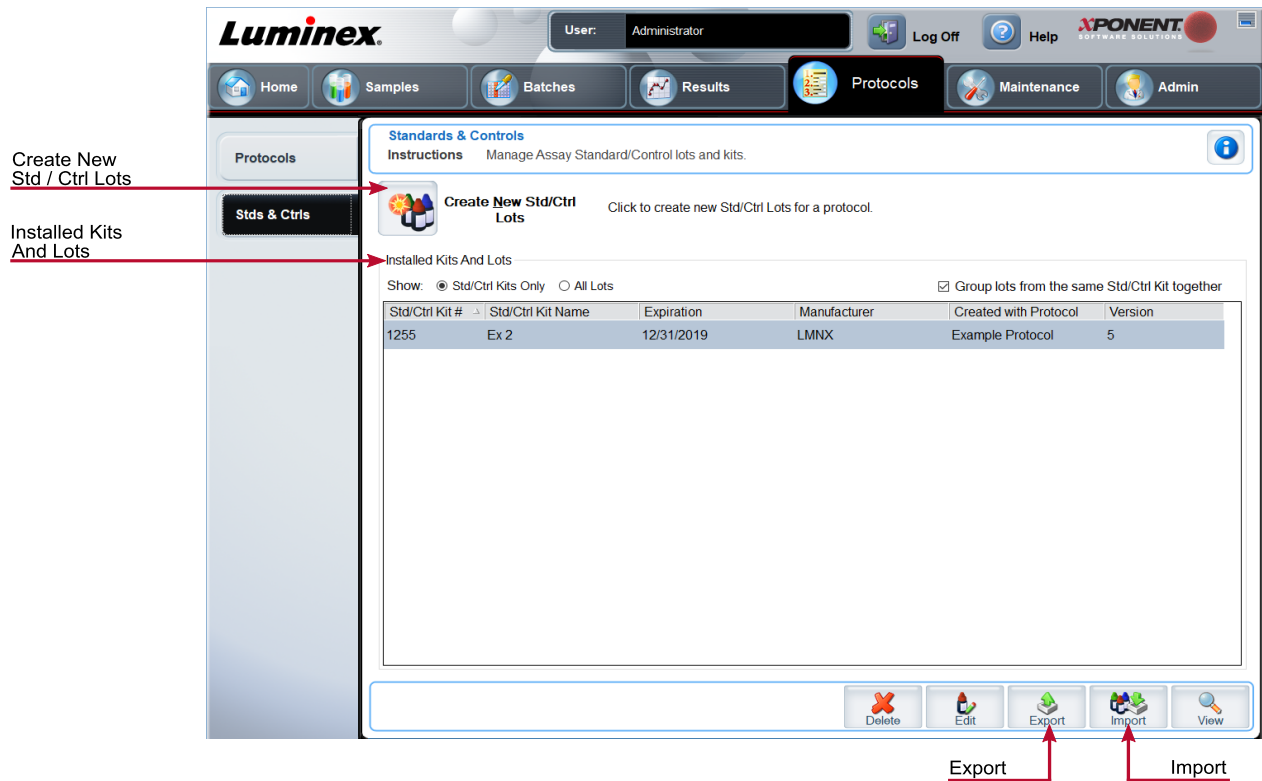 Luminex
User: Administrator
Log Off
Help
XPONENT
SOFTWARE SOLUTIONS
Home
Samples
Batches
Results
Protocols
Maintenance
Admin
Create New
Std / Ctrl Lots
Installed Kits
And Lots
Protocols
Stds & Ctrls
Standards & Controls
Instructions Manage Assay Standard/Control lots and kits.
Create New Std/Ctrl
Lots
Click to create new Std/Ctrl Lots for a protocol.
Installed Kits And Lots
Show: Std/Ctrl Kits Only All Lots
Group lots from the same Std/Ctrl Kit together
Std/Ctrl Kit # Std/Ctrl Kit Name Expiration Manufacturer Created with Protocol Version
1255 Ex 2 12/31/2019 LMNX Example Protocol 5
Delete
Edit
Export
Import
View
Export
Import